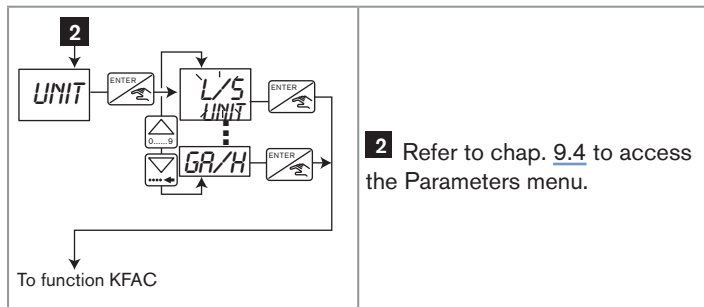 2
UNIT
ENTER
L/S
UNIT
ENTER
0......9
GA/H
ENTER
To function KFAC
2 Refer to chap. 9.4 to access
the Parameters menu.